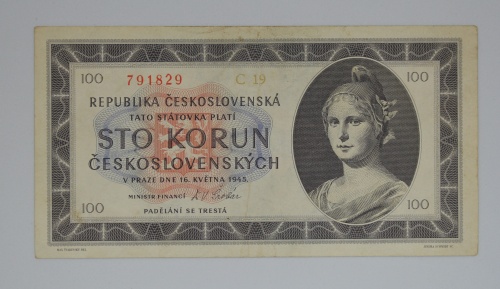 100 791829 C 19 100
REPUBLIKA ČESKOSLOVENSKÁ
TATO STÁTOVKA PLATÍ
STO KORUN
ČESKOSLOVENSKÝCH
V PRAZE DNE 16. KVĚTNA 1945.
MINISTR FINANCÍ
100 PADĚLÁNÍ SE TRESTÁ 100